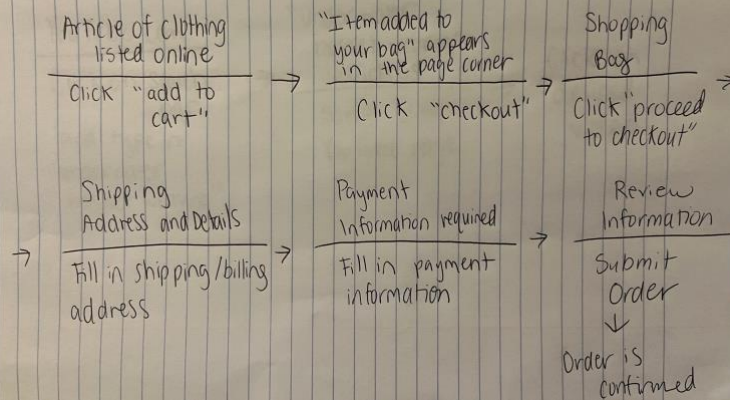 Article of clothing
listed online
Click "add to
cart"
"Item added to
your bag" appears
in the page corner
Click "checkout"
Shopping
Bag
Click "proceed
to checkout"
Shipping
Address and Details
Fill in shipping/billing
address
Payment
Information required
Fill in payment
information
Review
Information
Submit
Order
Order is
confirmed